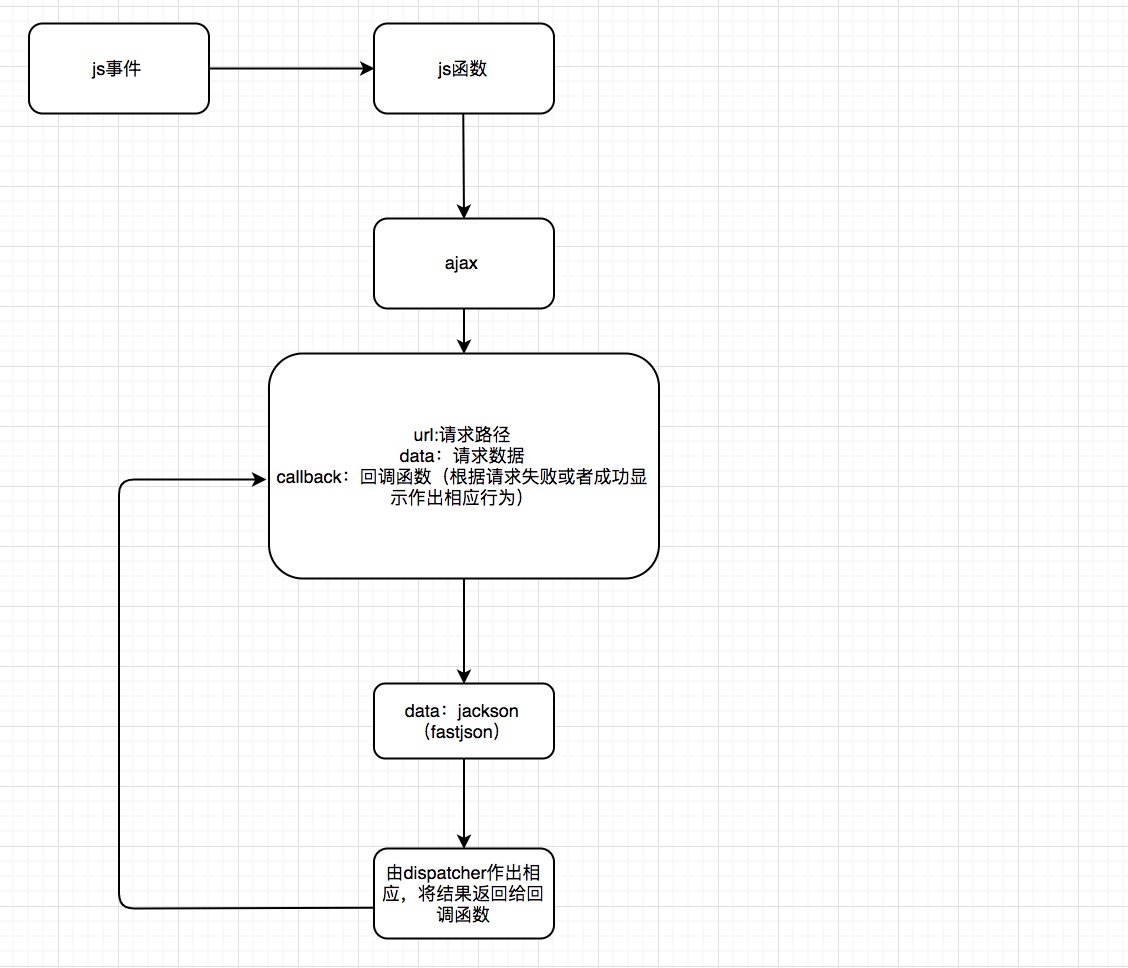 js事件
js函数
ajax
url:请求路径
data：请求数据
callback：回调函数（根据请求失败或者成功显
示作出相应行为）
data：jackson
（fastjson）
由dispatcher作出相
应，将结果返回给回
调函数